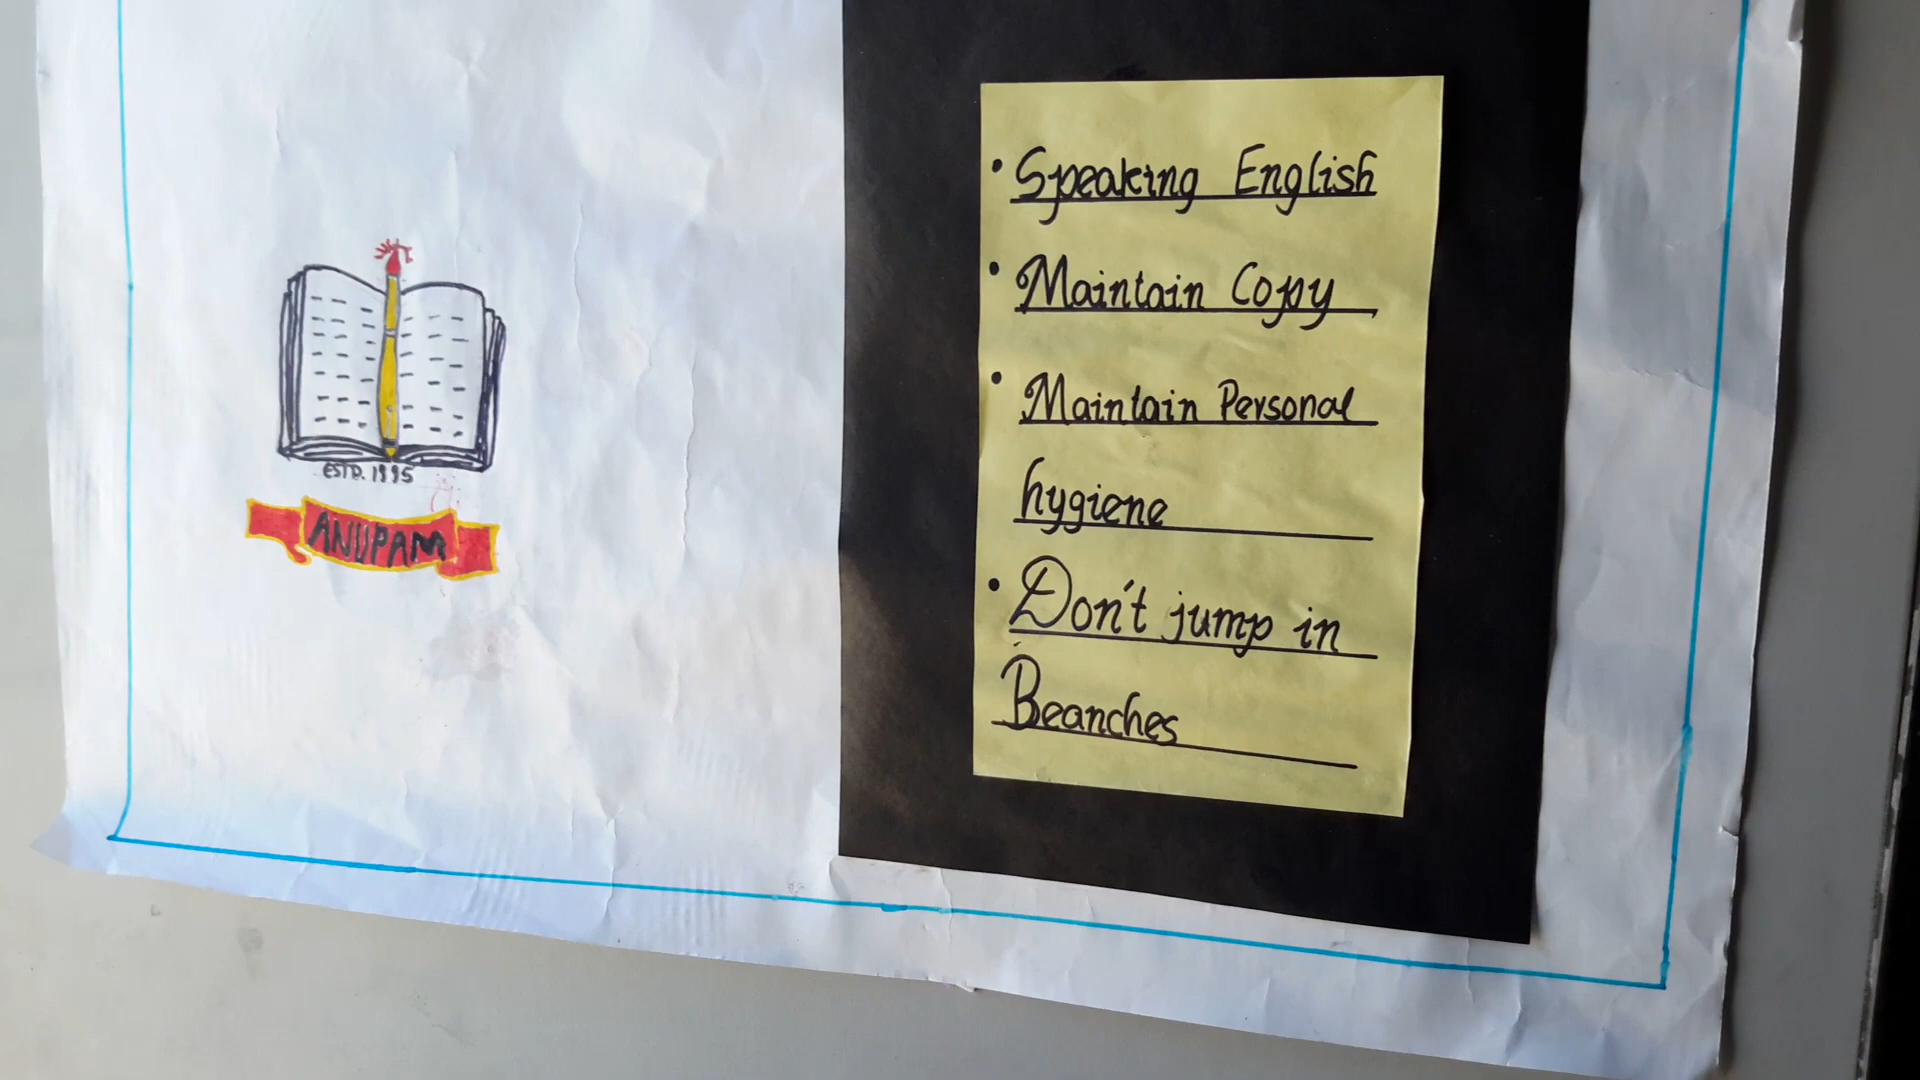 ESTD. 1995
ANUPAM
• Speaking English
• Maintain Copy
• Maintain Personal
hygiene
• Don't jump in
Beanches